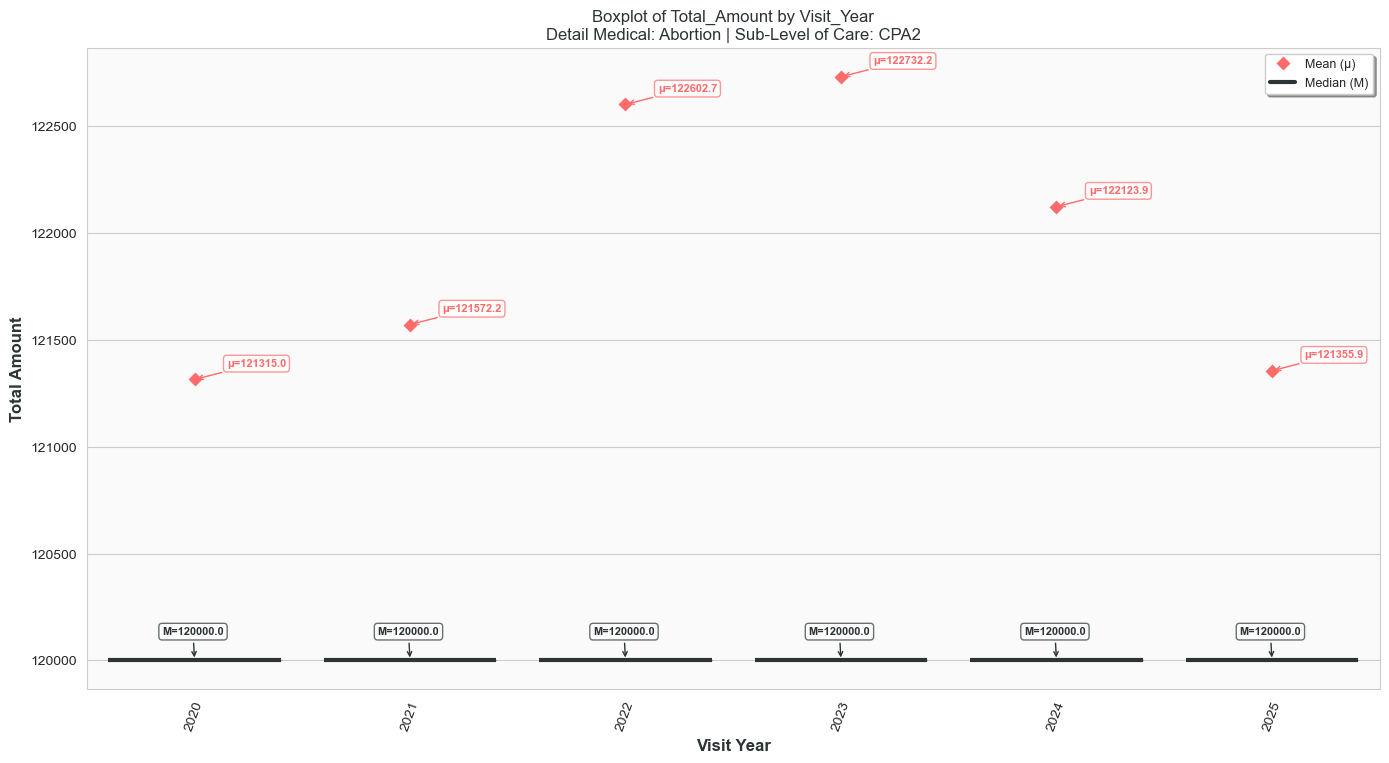 Boxplot of Total_Amount by Visit_Year
Detail Medical: Abortion | Sub-Level of Care: CPA2
Mean (μ)
Median (M)
Total Amount
122500
122000
121500
121000
120500
120000
μ=121315.0
μ=121572.2
μ=122602.7
μ=122732.2
μ=122123.9
μ=121355.9
M=120000.0
M=120000.0
M=120000.0
M=120000.0
M=120000.0
M=120000.0
2020
2021
2022
2023
2024
2025
Visit Year